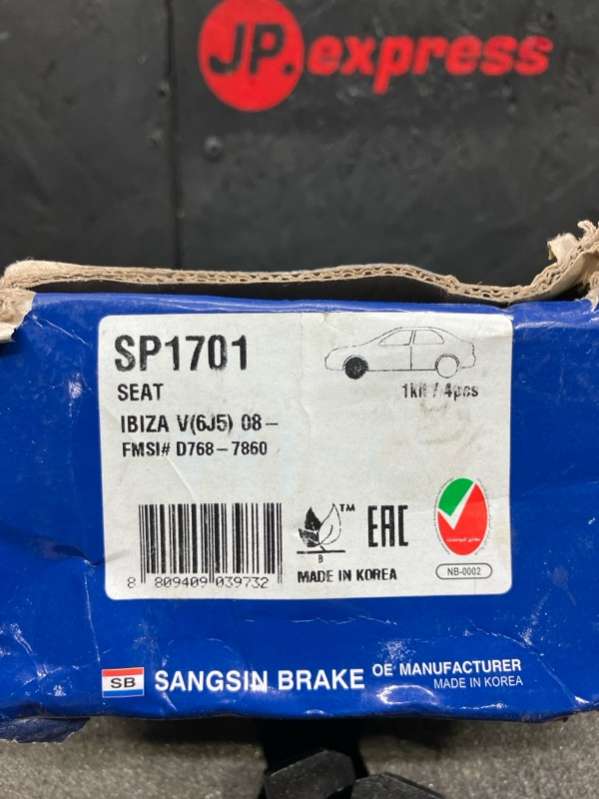 JP.express
SP1701
SEAT
1kit / 4pcs
IBIZA V(6J5) 08-
FMSI# D768-7860
TM
EAC
B
8 809409 039732
MADE IN KOREA
NB-0002
SB SANGSIN BRAKE OE MANUFACTURER
MADE IN KOREA